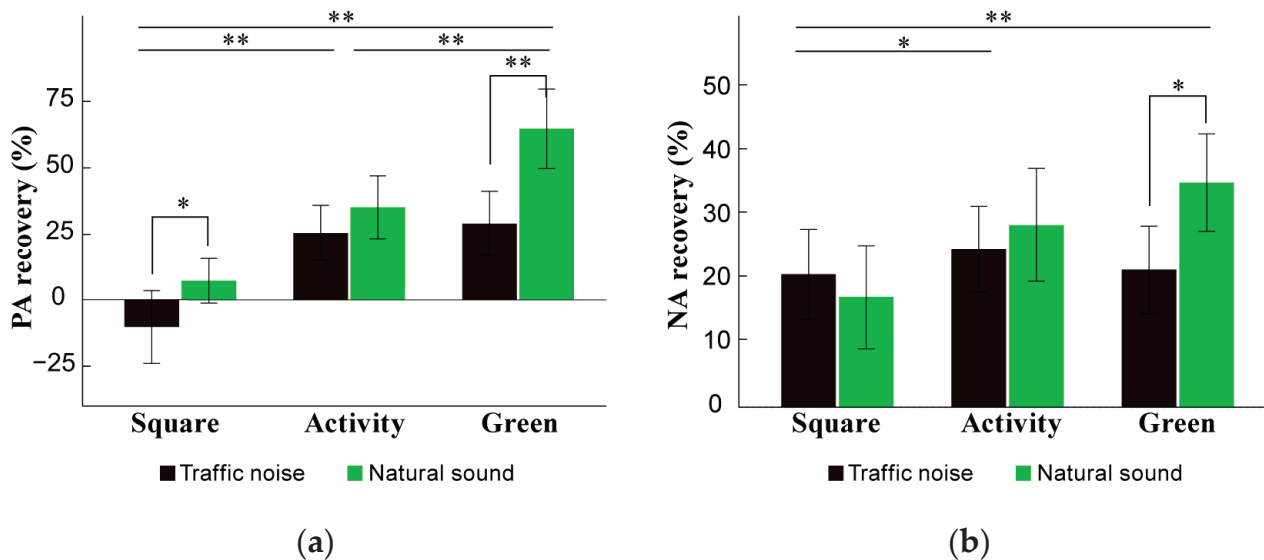 **
** **
**
*
PA recovery (%)
75
50
25
0
−25
Square Activity Green
Traffic noise Natural sound
(a)
**
*
*
NA recovery (%)
50
40
30
20
10
0
Square Activity Green
Traffic noise Natural sound
(b)